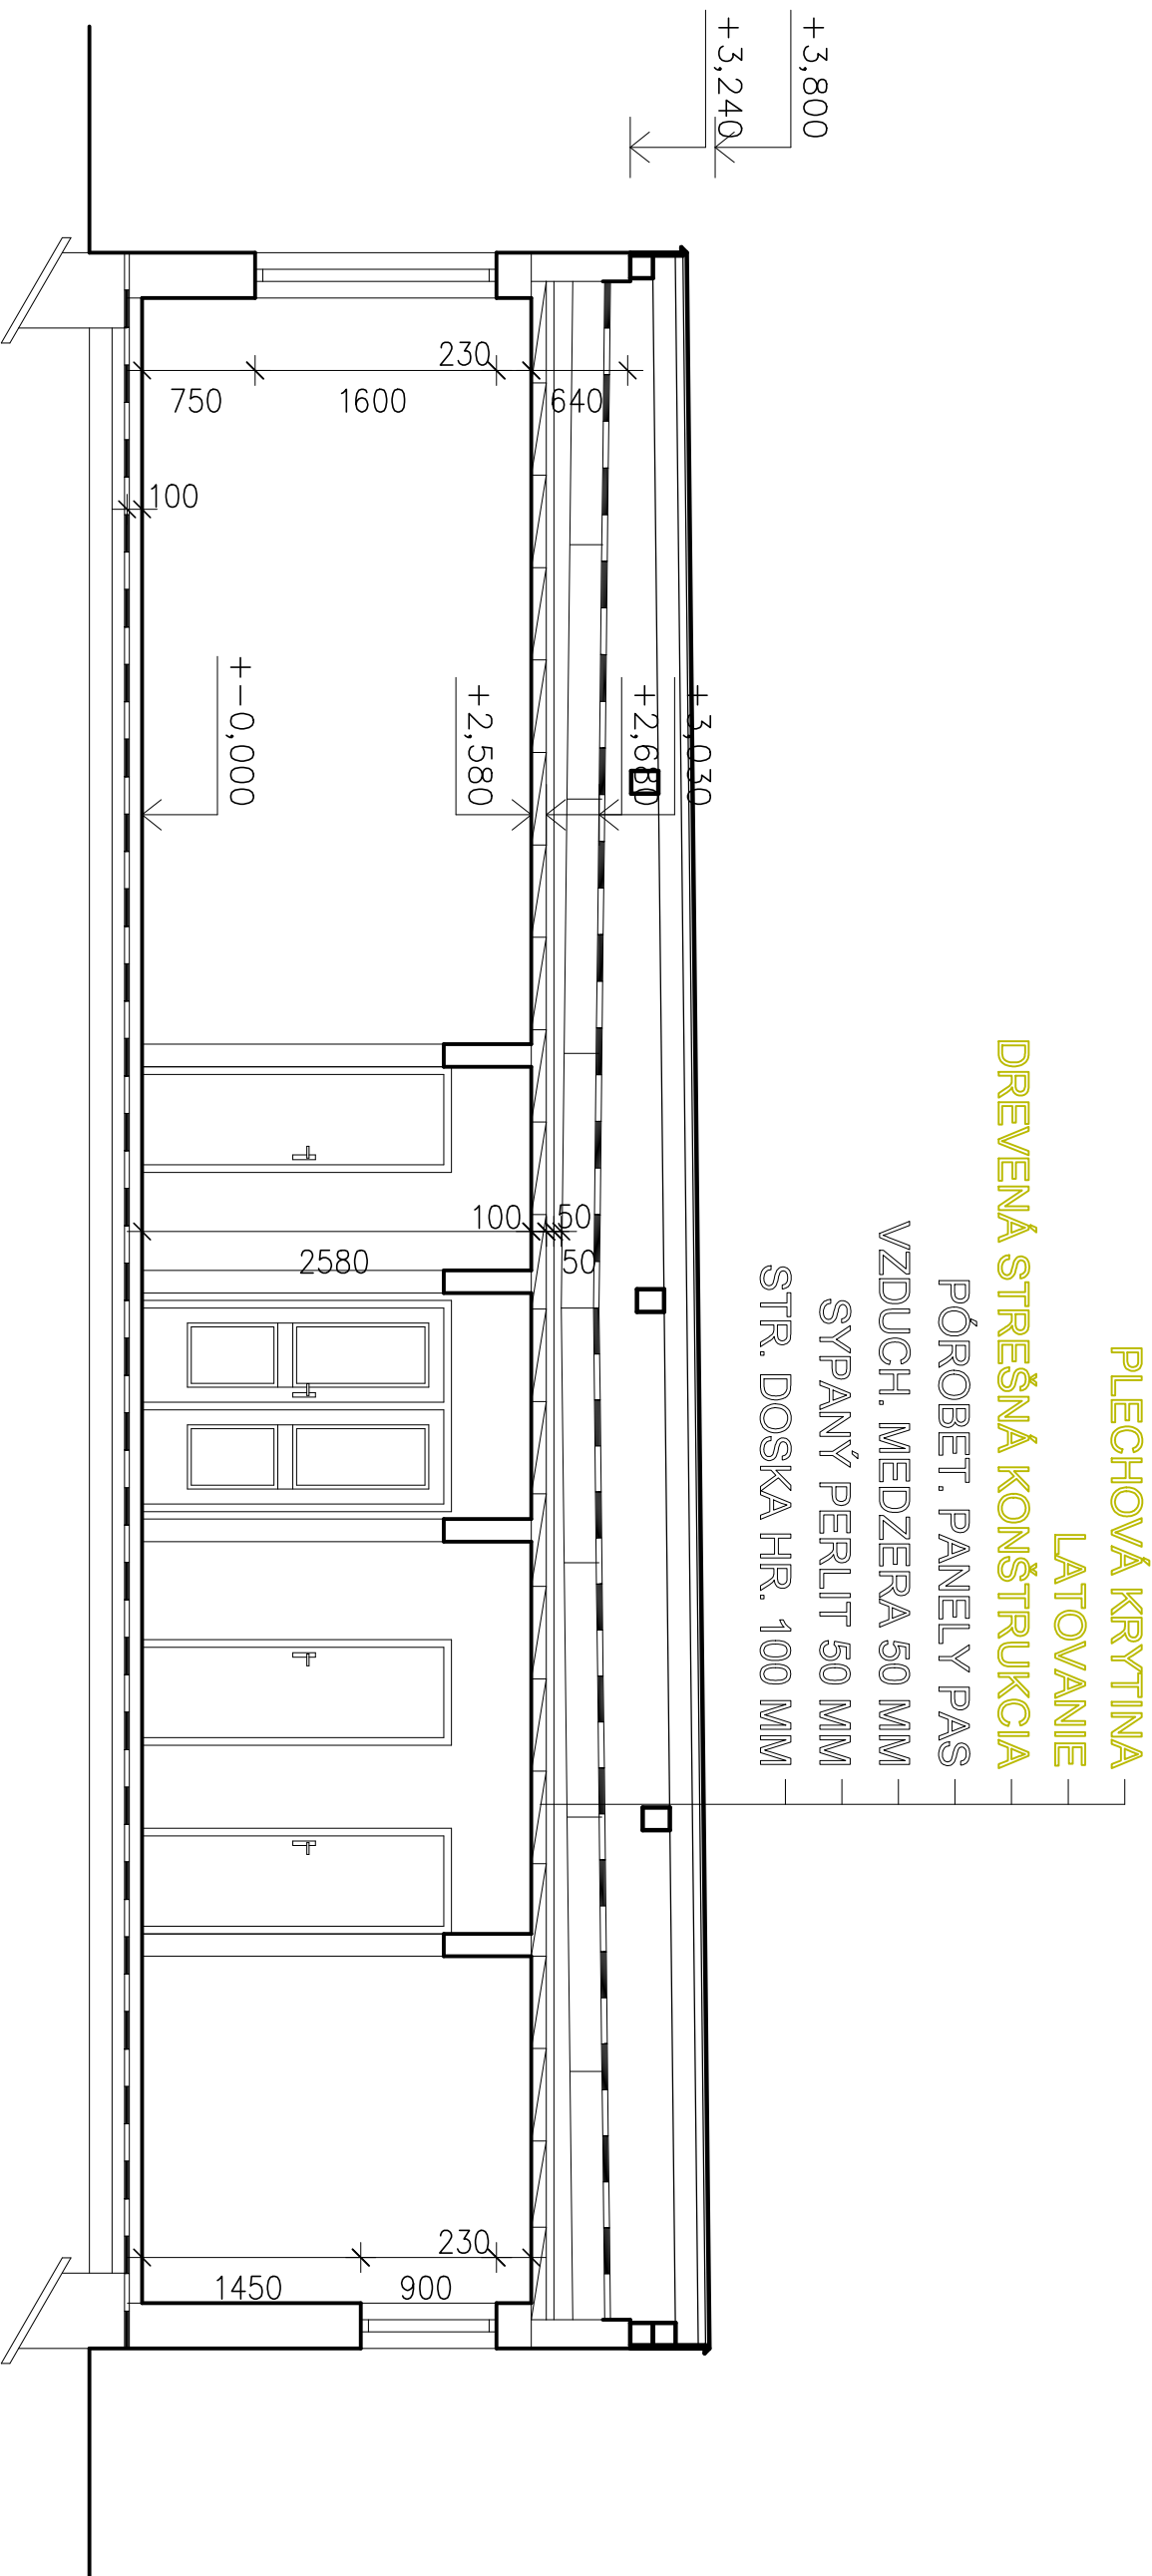 PLECHOVÁ KRYTINA
LATOVANIE
DREVENÁ STREŠNÁ KONŠTRUKCIA
PÓROBET. PANELY PAS
VZDUCH. MEDZERA 50 MM
SYPANÝ PERLIT 50 MM
STR. DOSKA HR. 100 MM
+3,800
+3,240
+3,030
+2,680
+2,580
+-0,000
640
230
1600
750
100
50
50
100
2580
230
900
1450